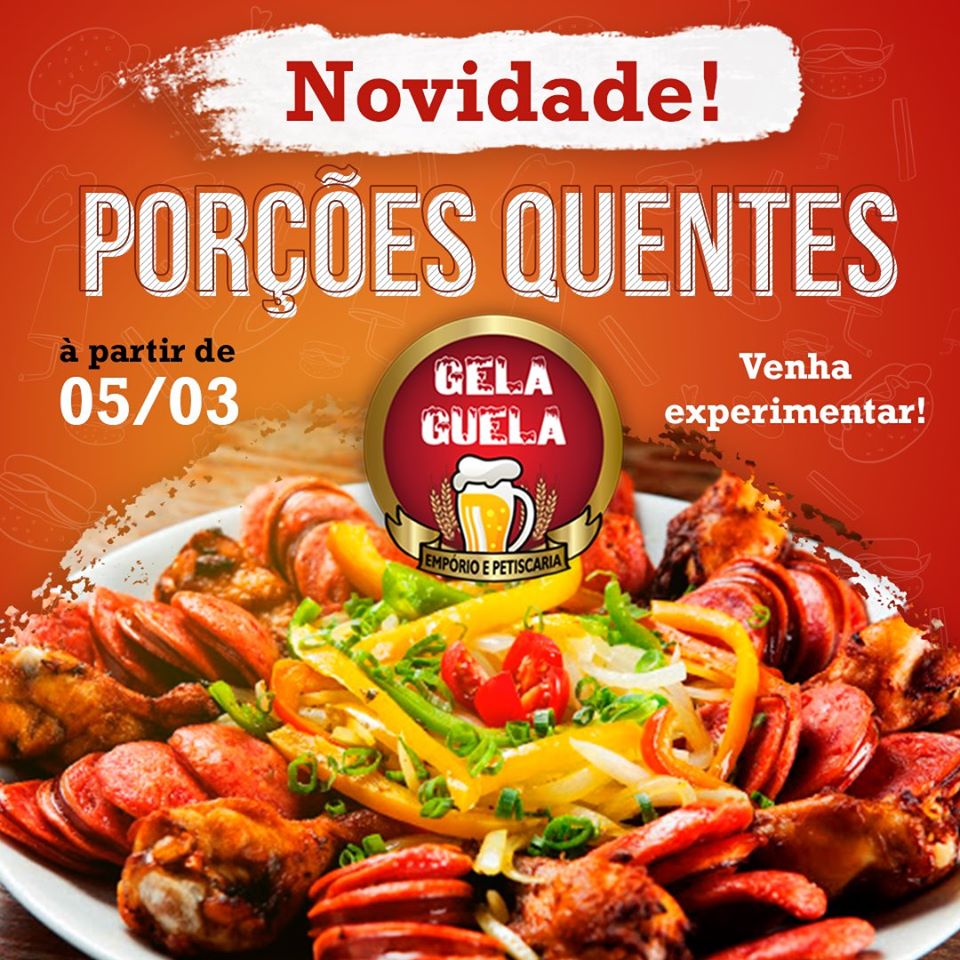 Novidade!
PORÇÕES QUENTES
à partir de
05/03
GELA
GUELA
EMPÓRIO E PETISCARIA
Venha
experimentar!